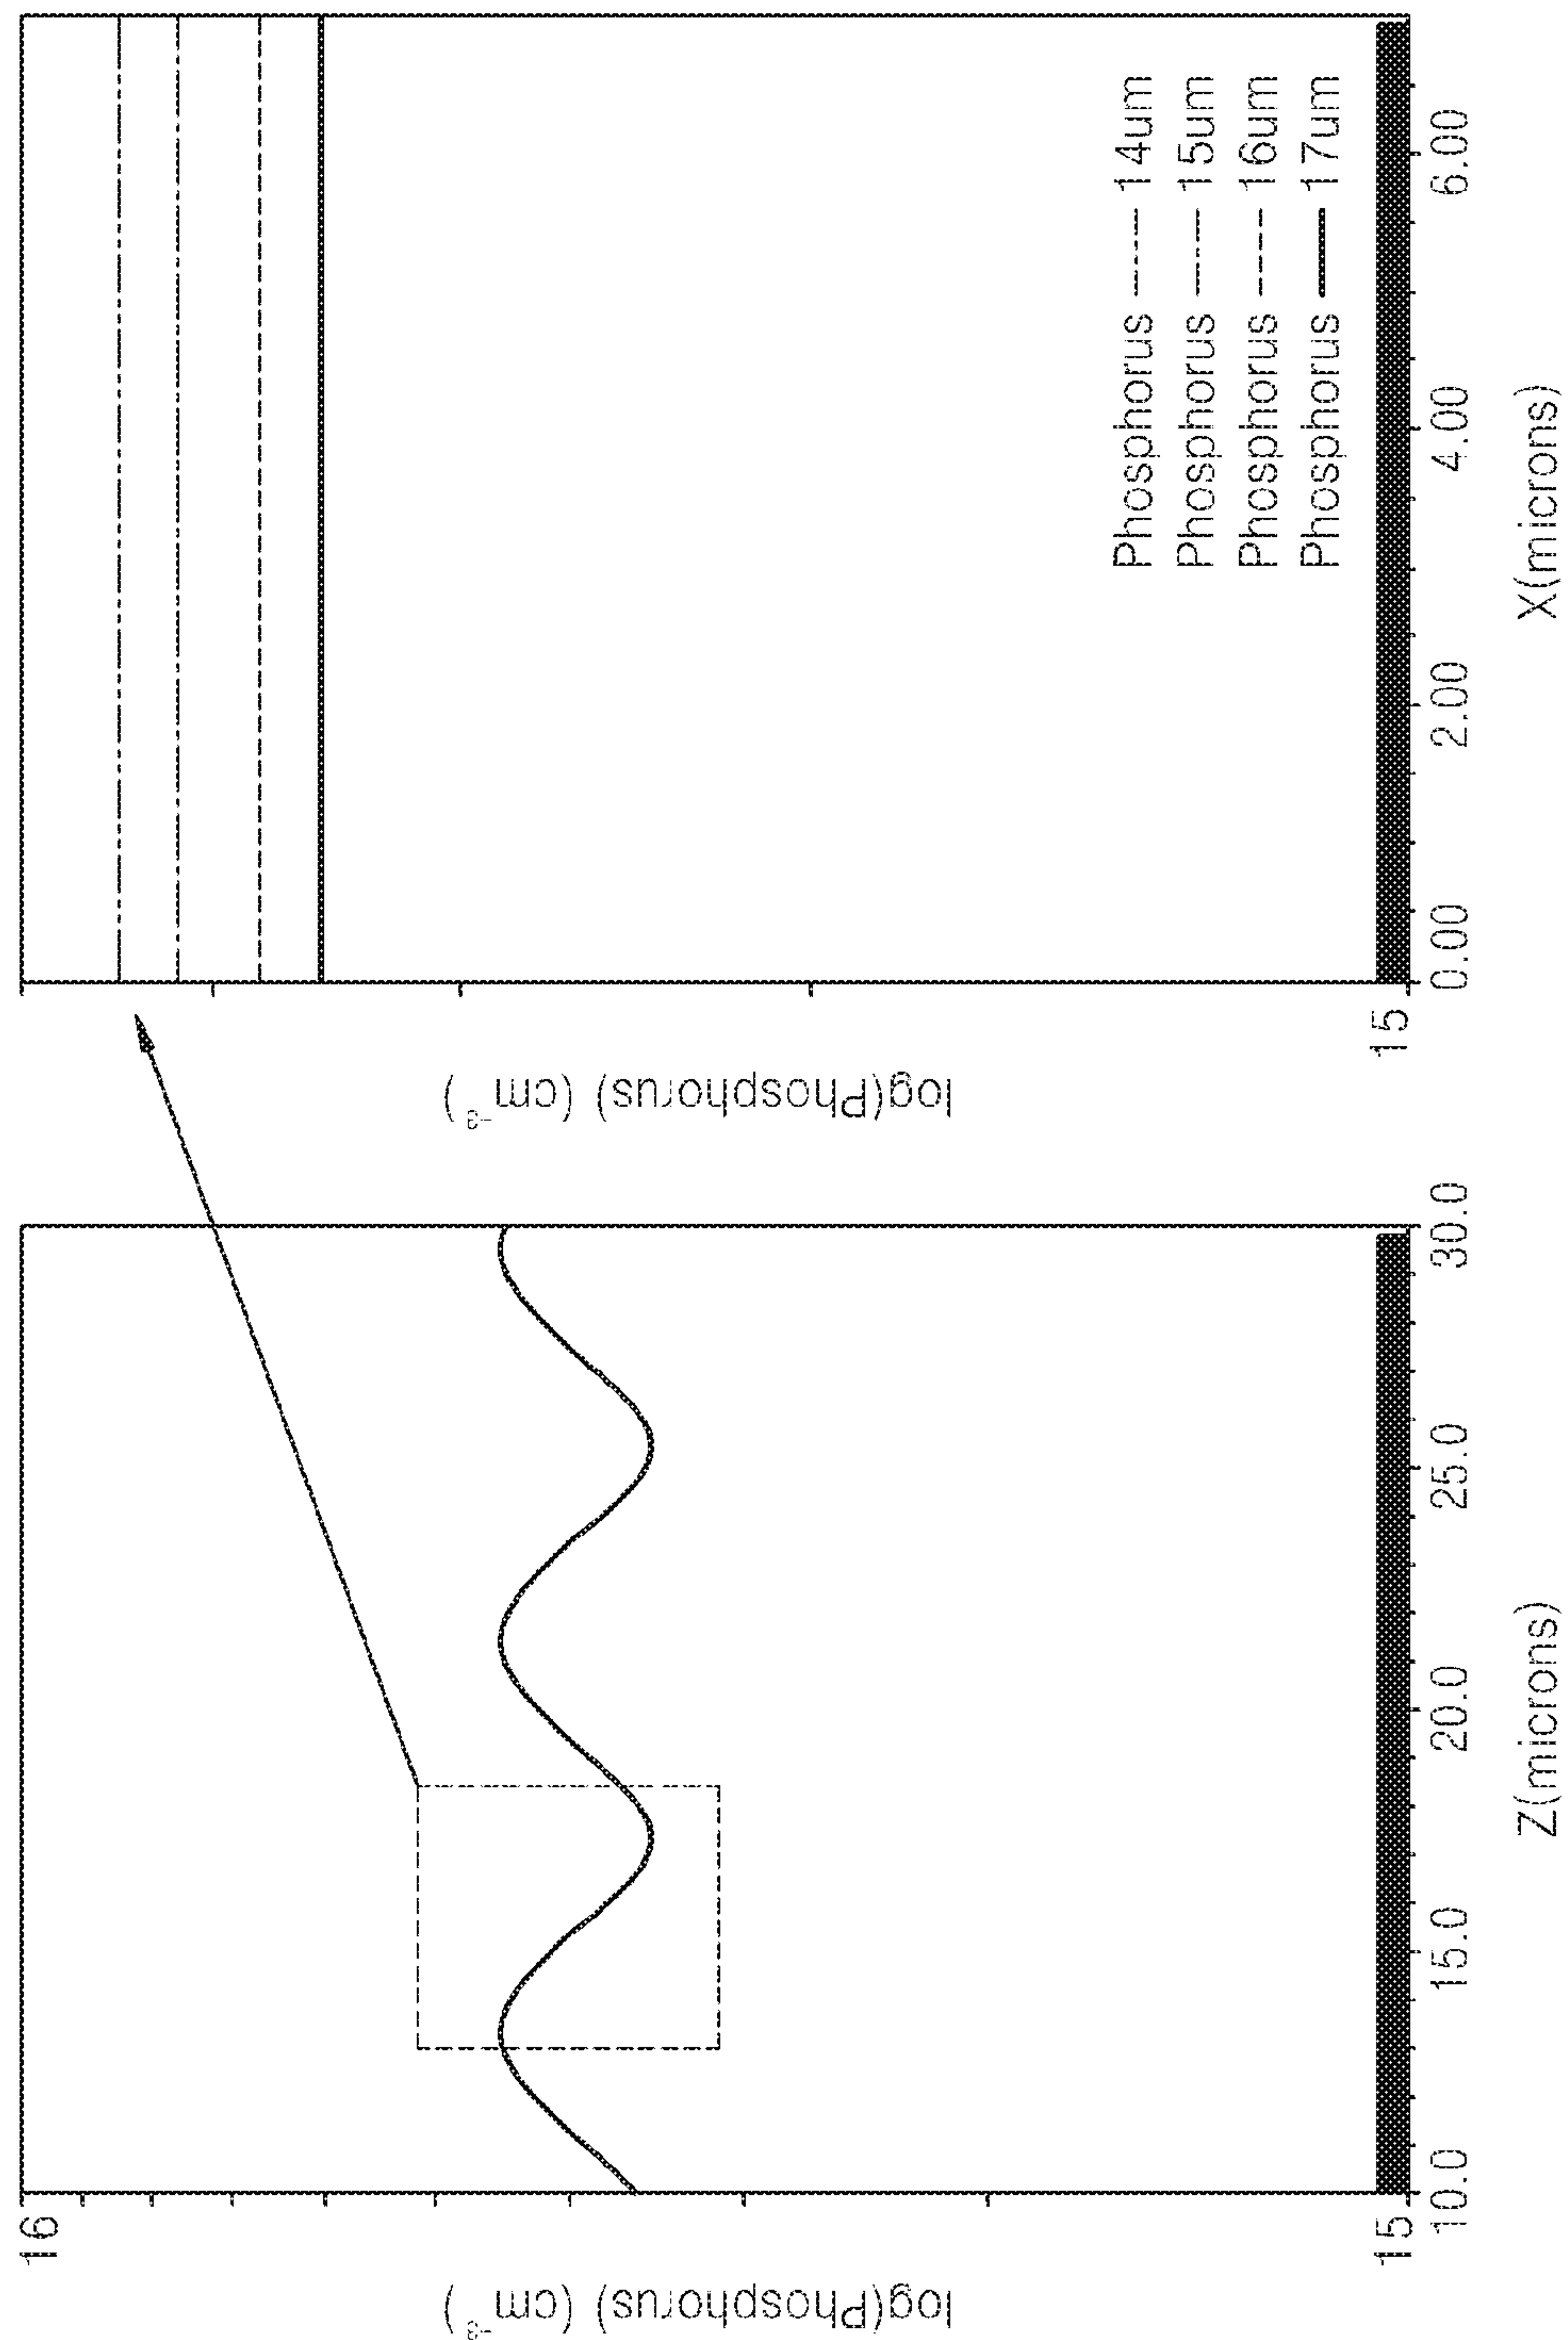 16
15
log(Phosphorus) (cm⁻³)
10.0 15.0 20.0 25.0 30.0
Z(microns)
15
log(Phosphorus) (cm⁻³)
Phosphorus 14um
Phosphorus 15um
Phosphorus 16um
Phosphorus 17um
0.00 2.00 4.00 6.00
X(microns)